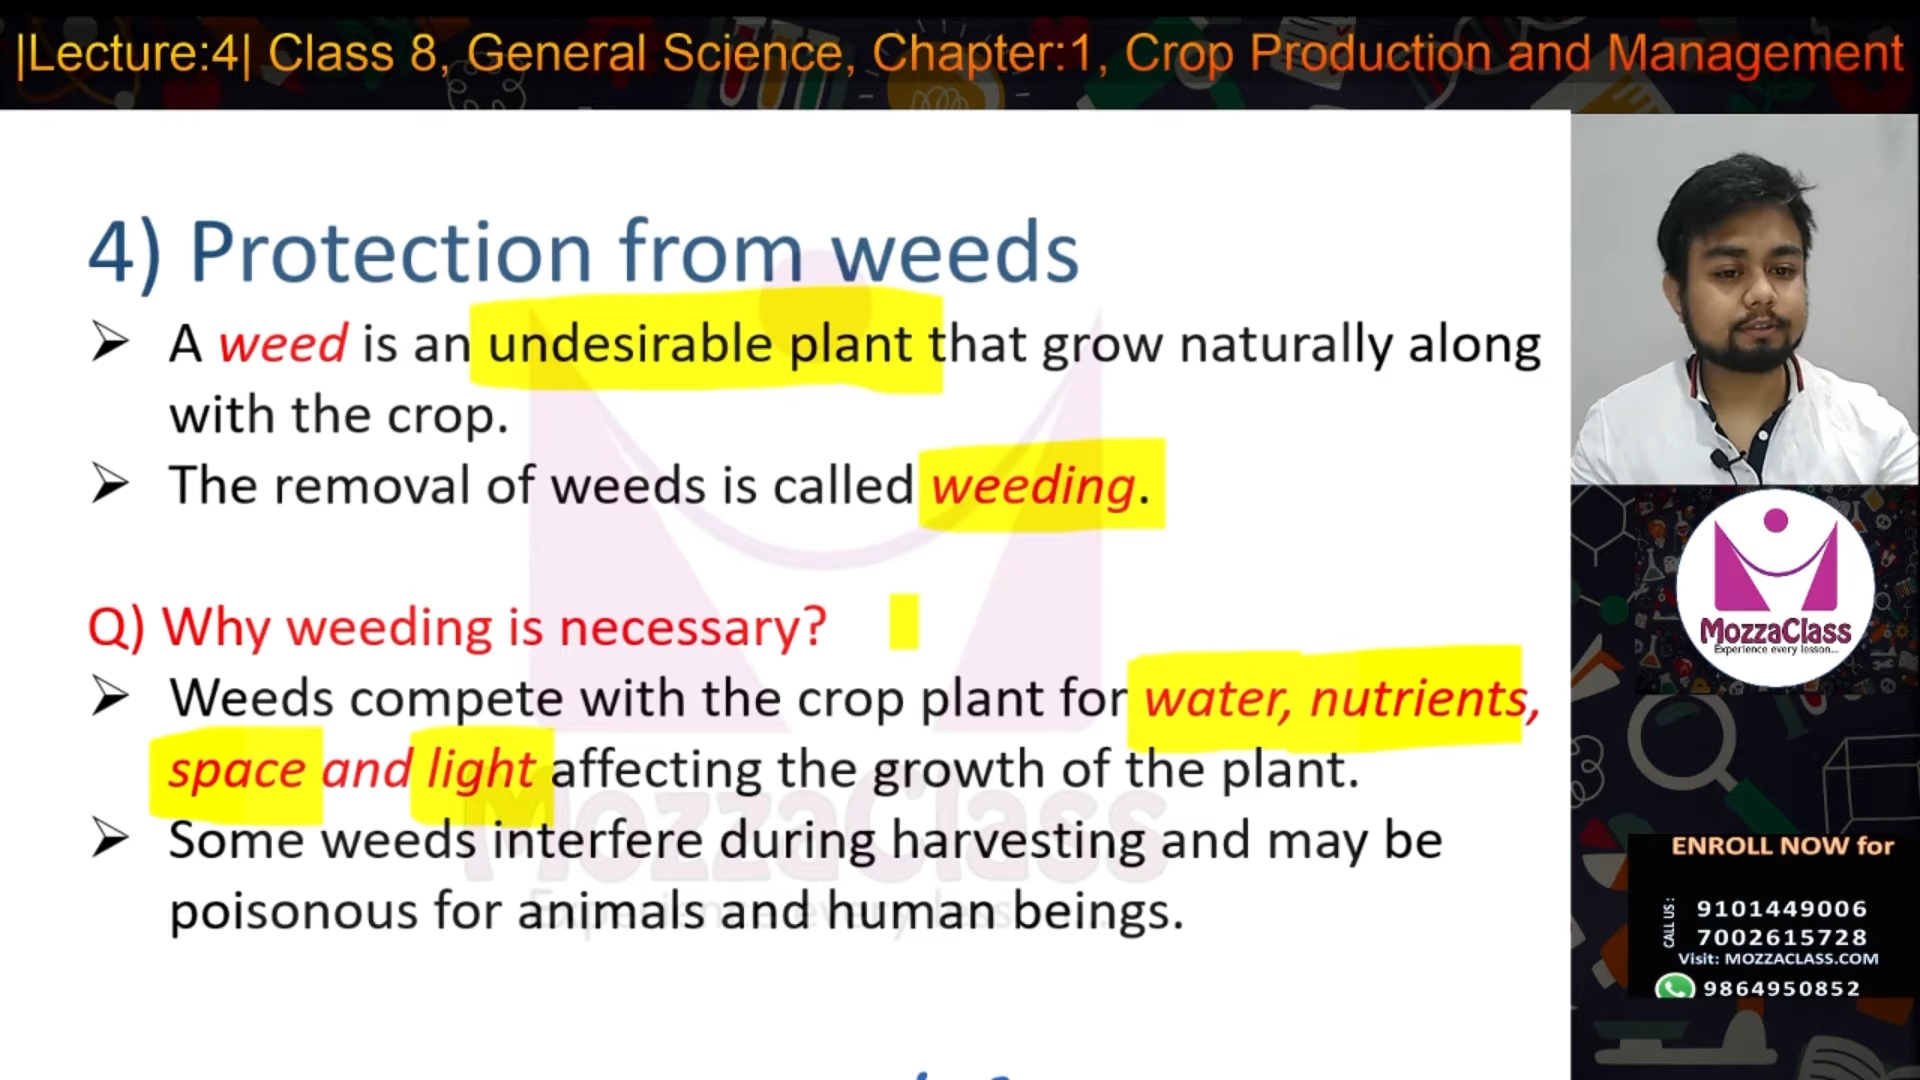 |Lecture:4| Class 8, General Science, Chapter:1, Crop Production and Management
4) Protection from weeds
➢ A weed is an undesirable plant that grow naturally along
with the crop.
➢ The removal of weeds is called weeding.
Q) Why weeding is necessary?
➢ Weeds compete with the crop plant for water, nutrients,
space and light affecting the growth of the plant.
➢ Some weeds interfere during harvesting and may be
poisonous for animals and human beings.
MozzaClass
MozzaClass
Experience every lesson...
ENROLL NOW for
CALL US :
9101449006
7002615728
Visit: MOZZACLASS.COM
9864950852